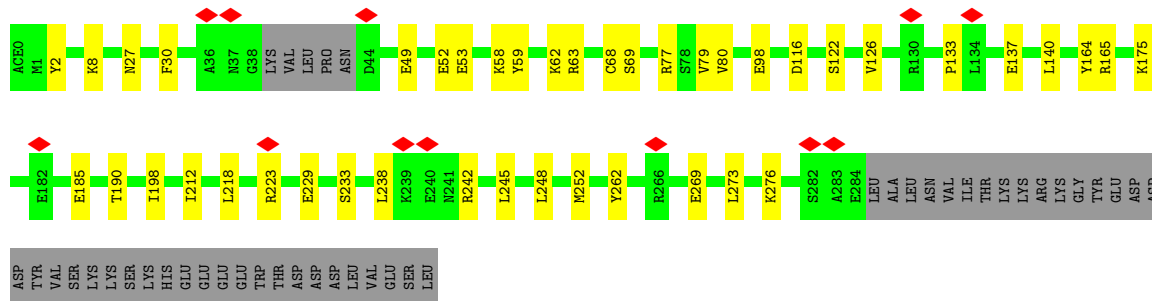 ACE0 M1 Y2 K8 N27 F30 A36 N37 G38 LYS VAL LEU PRO ASN D44 E49 E52 E53 K58 Y59 K62 R63 C68 S69 R77 S78 V79 V80 E98 D116 S122 V126 R130 P133 L134 E137 L140 Y164 R165 K175
E182 E185 T190 I198 I212 L218 R223 E229 S233 L238 K239 E240 N241 R242 L245 L248 M252 Y262 R266 E269 L273 K276 S282 A283 E284 LEU ALA LEU ASN VAL ILE THR LYS LYS ARG LYS GLY TYR GLU ASP ASP
ASP TYR VAL SER LYS LYS SER LYS HIS GLU GLU GLU GLU TRP THR ASP ASP ASP LEU VAL GLU SER LEU